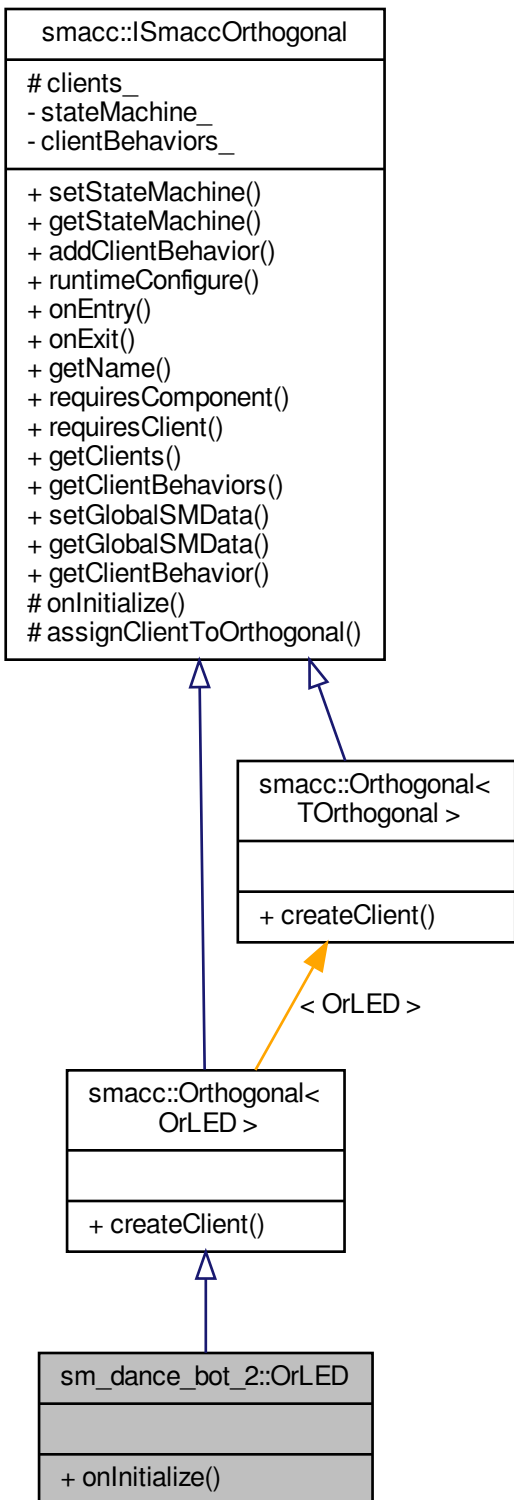 smacc::ISmaccOrthogonal
# clients_
- stateMachine_
- clientBehaviors_
+ setStateMachine()
+ getStateMachine()
+ addClientBehavior()
+ runtimeConfigure()
+ onEntry()
+ onExit()
+ getName()
+ requiresComponent()
+ requiresClient()
+ getClients()
+ getClientBehaviors()
+ setGlobalSMData()
+ getGlobalSMData()
+ getClientBehavior()
# onInitialize()
# assignClientToOrthogonal()
smacc::Orthogonal<
TOrthogonal >
+ createClient()
< OrLED >
smacc::Orthogonal<
OrLED >
+ createClient()
sm_dance_bot_2::OrLED
+ onInitialize()